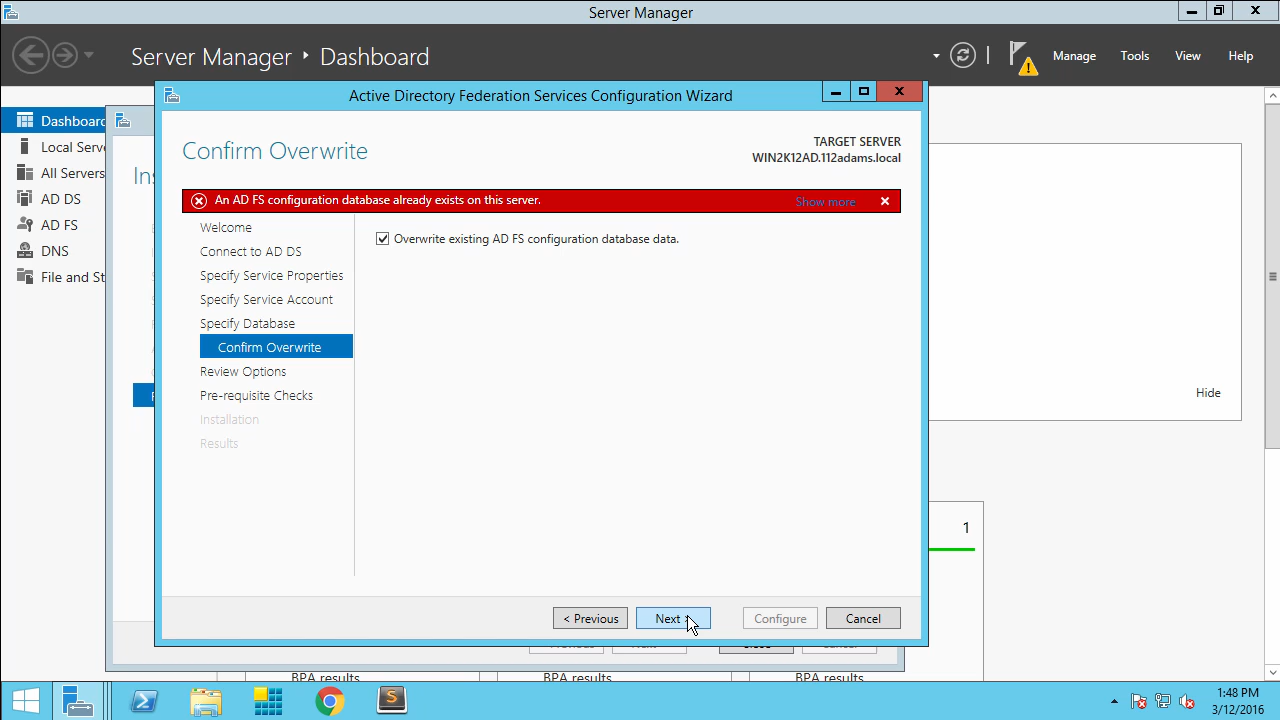 Server Manager
Server Manager
Dashboard
Manage
Tools
View
Help
Dashboard
Local Serve
All Servers
AD DS
AD FS
DNS
File and St
Ins
Active Directory Federation Services Configuration Wizard
Confirm Overwrite
TARGET SERVER
WIN2K12AD.112adams.local
An AD FS configuration database already exists on this server.
Show more
Welcome
Connect to AD DS
Specify Service Properties
Specify Service Account
Specify Database
Confirm Overwrite
Review Options
Pre-requisite Checks
Installation
Results
Overwrite existing AD FS configuration database data.
< Previous
Next >
Configure
Cancel
Hide
1
BPA results
BPA results
BPA results
1:48 PM
3/12/2016